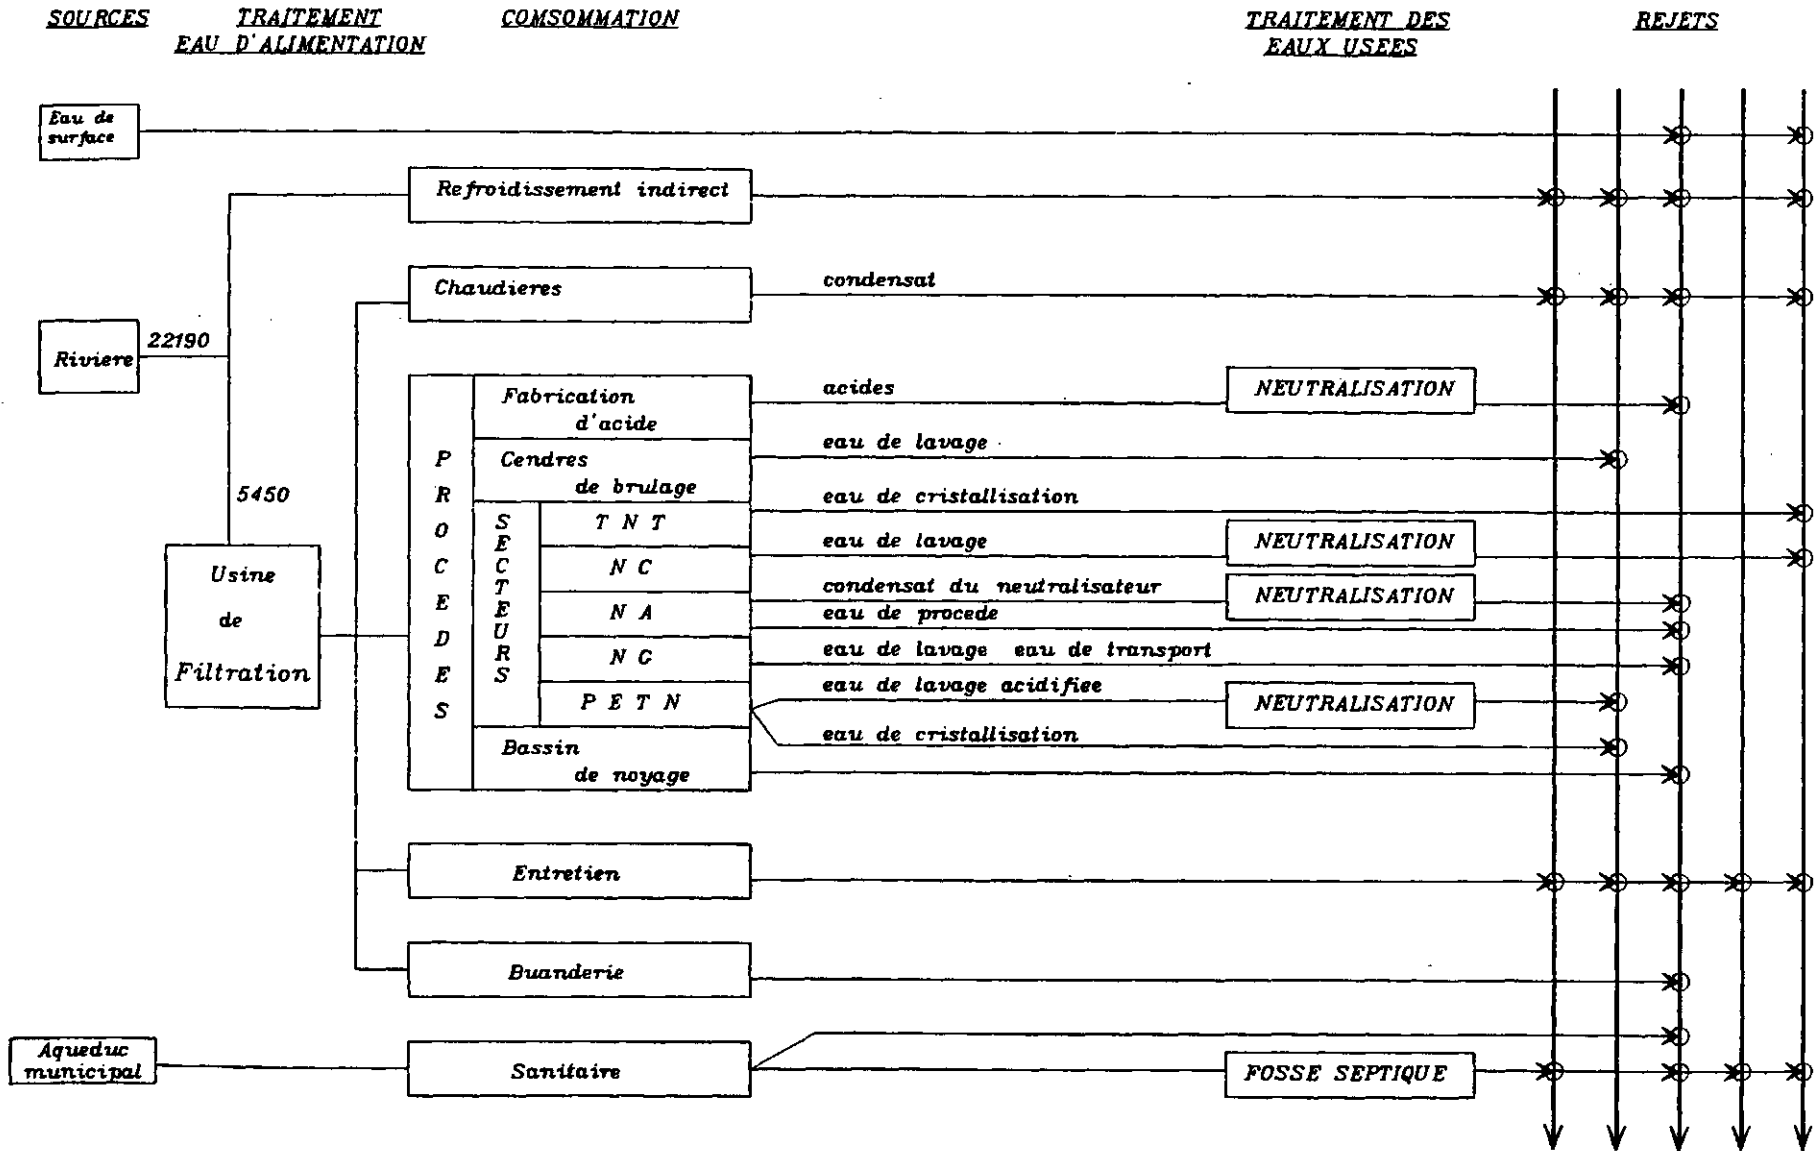 SOURCES
TRAITEMENT
EAU D'ALIMENTATION
COMSOMMATION
TRAITEMENT DES
EAUX USEES
REJETS
Eau de
surface
Refroidissement indirect
Chaudieres
condensat
Riviere
22190
5450
Usine
de
Filtration
PROCEDES
Fabrication
d'acide
acides
NEUTRALISATION
Cendres
de brulage
eau de lavage
SECTEURS
T N T
eau de cristallisation
N C
eau de lavage
NEUTRALISATION
N A
condensat du neutralisateur
NEUTRALISATION
eau de procede
N G
eau de lavage eau de transport
P E T N
eau de lavage acidifiee
NEUTRALISATION
eau de cristallisation
Bassin
de noyage
Entretien
Buanderie
Aqueduc
municipal
Sanitaire
FOSSE SEPTIQUE